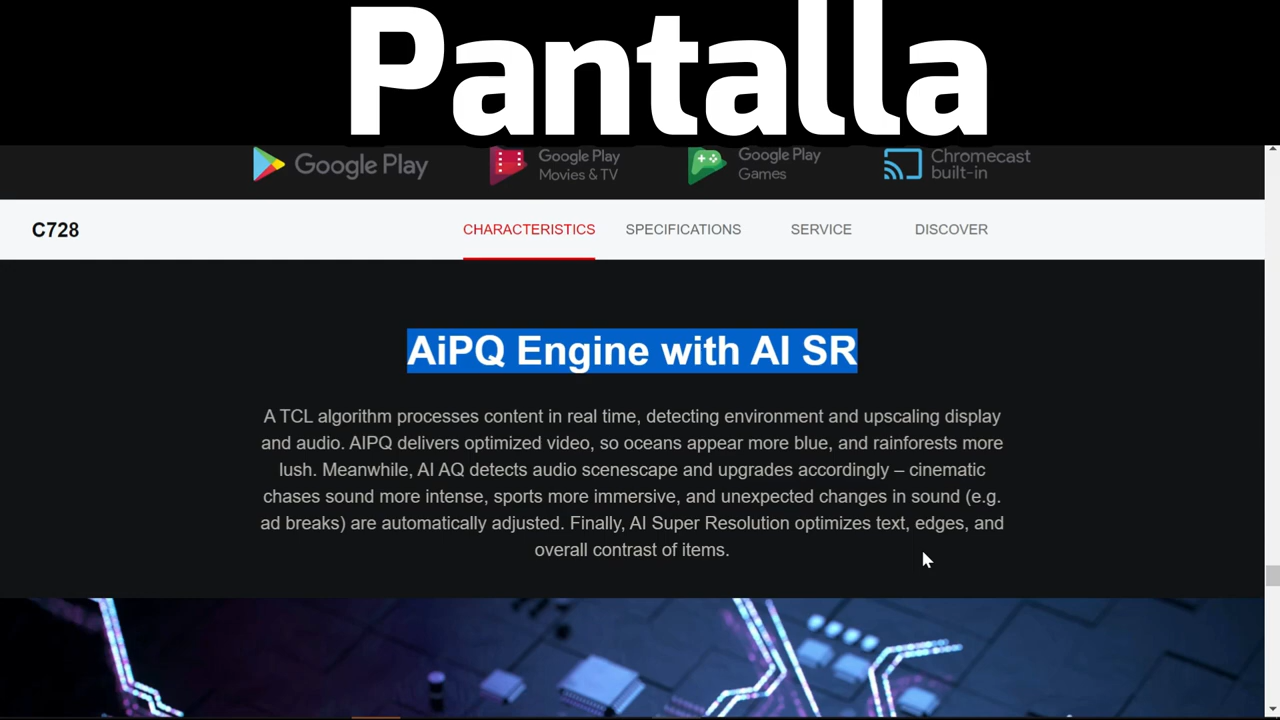 Pantalla
Google Play
Google Play
Movies & TV
Google Play
Games
Chromecast
built-in
C728
CHARACTERISTICS
SPECIFICATIONS
SERVICE
DISCOVER
AiPQ Engine with AI SR
A TCL algorithm processes content in real time, detecting environment and upscaling display
and audio. AIPQ delivers optimized video, so oceans appear more blue, and rainforests more
lush. Meanwhile, AI AQ detects audio scenescape and upgrades accordingly – cinematic
chases sound more intense, sports more immersive, and unexpected changes in sound (e.g.
ad breaks) are automatically adjusted. Finally, AI Super Resolution optimizes text, edges, and
overall contrast of items.